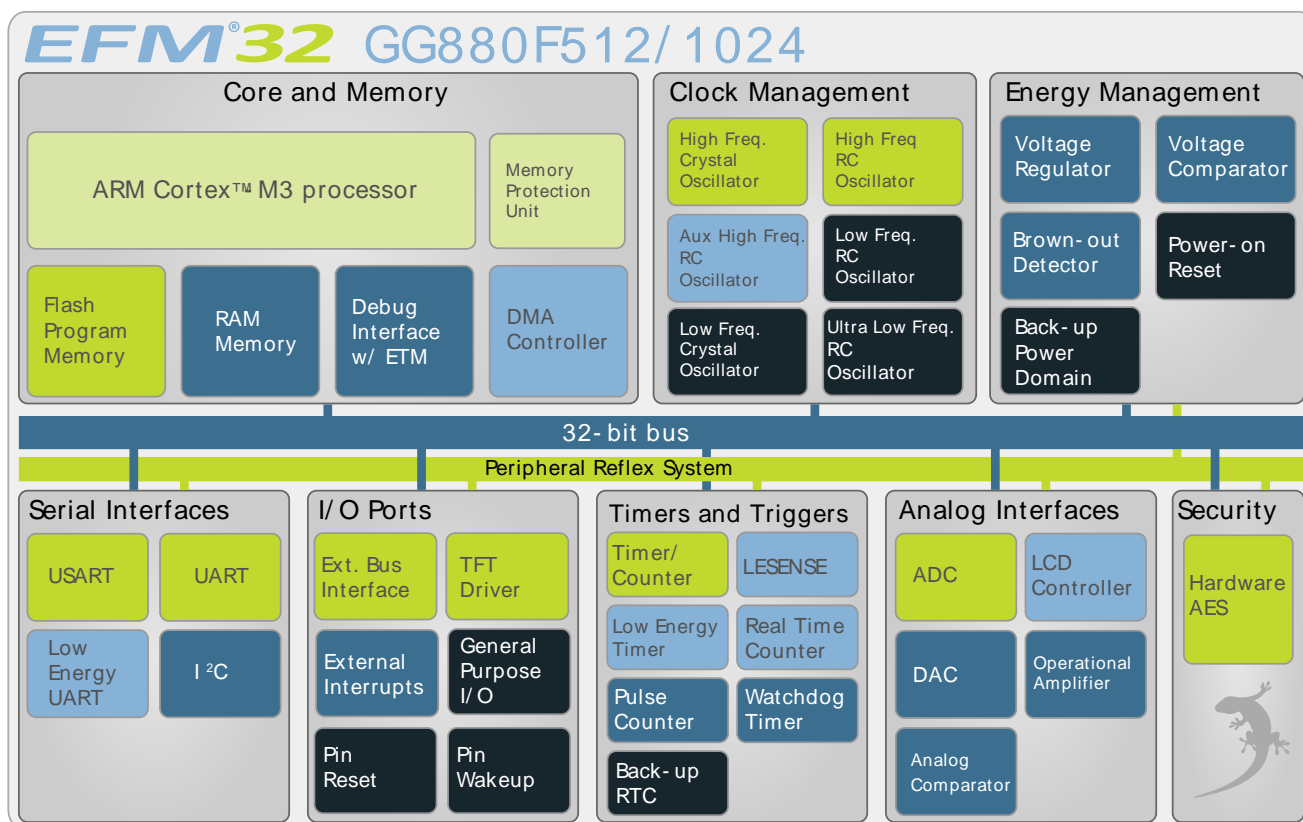 EFM®32 GG880F512/1024
Core and Memory
ARM Cortex™ M3 processor
Memory
Protection
Unit
Flash
Program
Memory
RAM
Memory
Debug
Interface
w/ ETM
DMA
Controller
Clock Management
High Freq.
Crystal
Oscillator
High Freq
RC
Oscillator
Aux High Freq.
RC
Oscillator
Low Freq.
RC
Oscillator
Low Freq.
Crystal
Oscillator
Ultra Low Freq.
RC
Oscillator
Energy Management
Voltage
Regulator
Voltage
Comparator
Brown-out
Detector
Power-on
Reset
Back-up
Power
Domain
32-bit bus
Peripheral Reflex System
Serial Interfaces
USART
UART
Low
Energy
UART
I²C
I/O Ports
Ext. Bus
Interface
TFT
Driver
External
Interrupts
General
Purpose
I/O
Pin
Reset
Pin
Wakeup
Timers and Triggers
Timer/
Counter
LESENSE
Low Energy
Timer
Real Time
Counter
Pulse
Counter
Watchdog
Timer
Back-up
RTC
Analog Interfaces
ADC
LCD
Controller
DAC
Operational
Amplifier
Analog
Comparator
Security
Hardware
AES